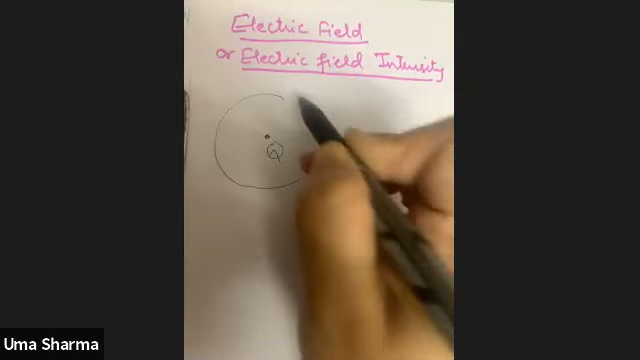 Electric Field
or Electric field Intensity
Q
Uma Sharma